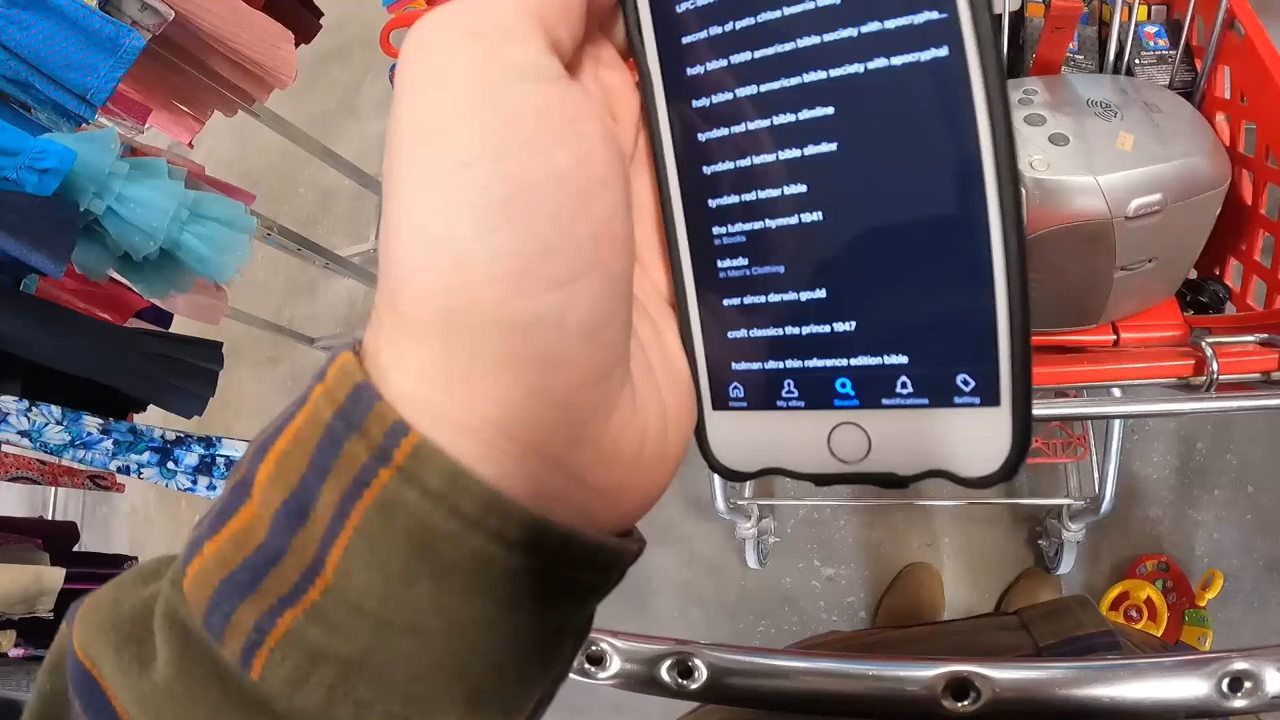 secret life of pets chloe beanie baby
holy bible 1989 american bible society with apocrypha...
holy bible 1989 american bible society with apocryphal
tyndale red letter bible slimline
tyndale red letter bible slimlinr
tyndale red letter bible
the lutheran hymnal 1941
in Books
kakadu
in Men's Clothing
ever since darwin gould
croft classics the prince 1947
holman ultra thin reference edition bible
Home My eBay Search Notifications Selling